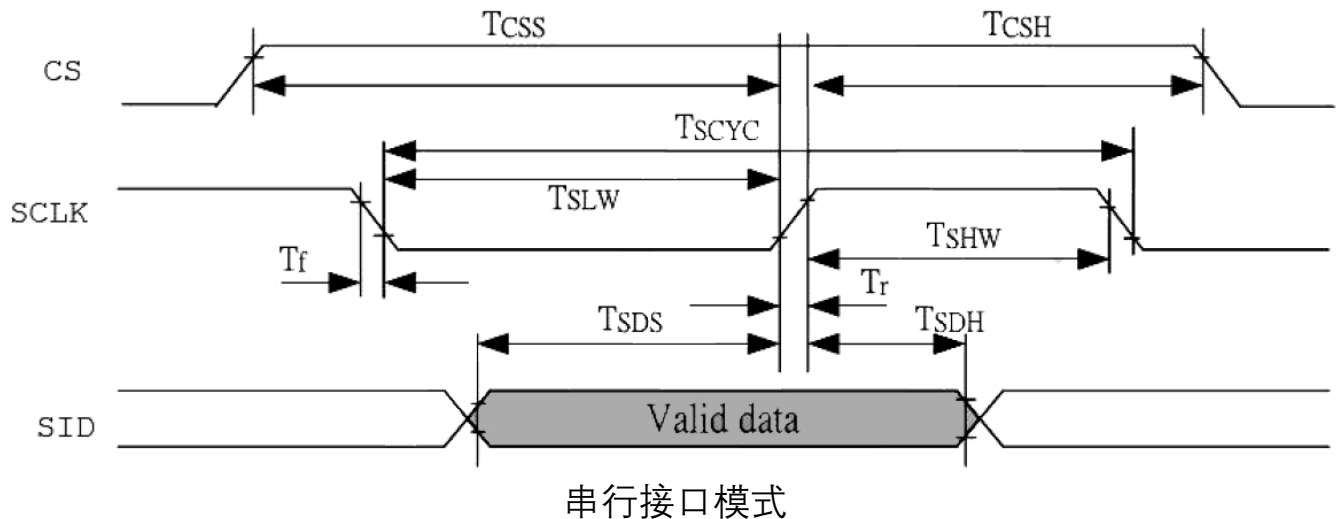 TCSS
TCSH
CS
TSCYC
TSLW
SCLK
TSHW
Tf
Tr
TSDS
TSDH
Valid data
SID
串行接口模式